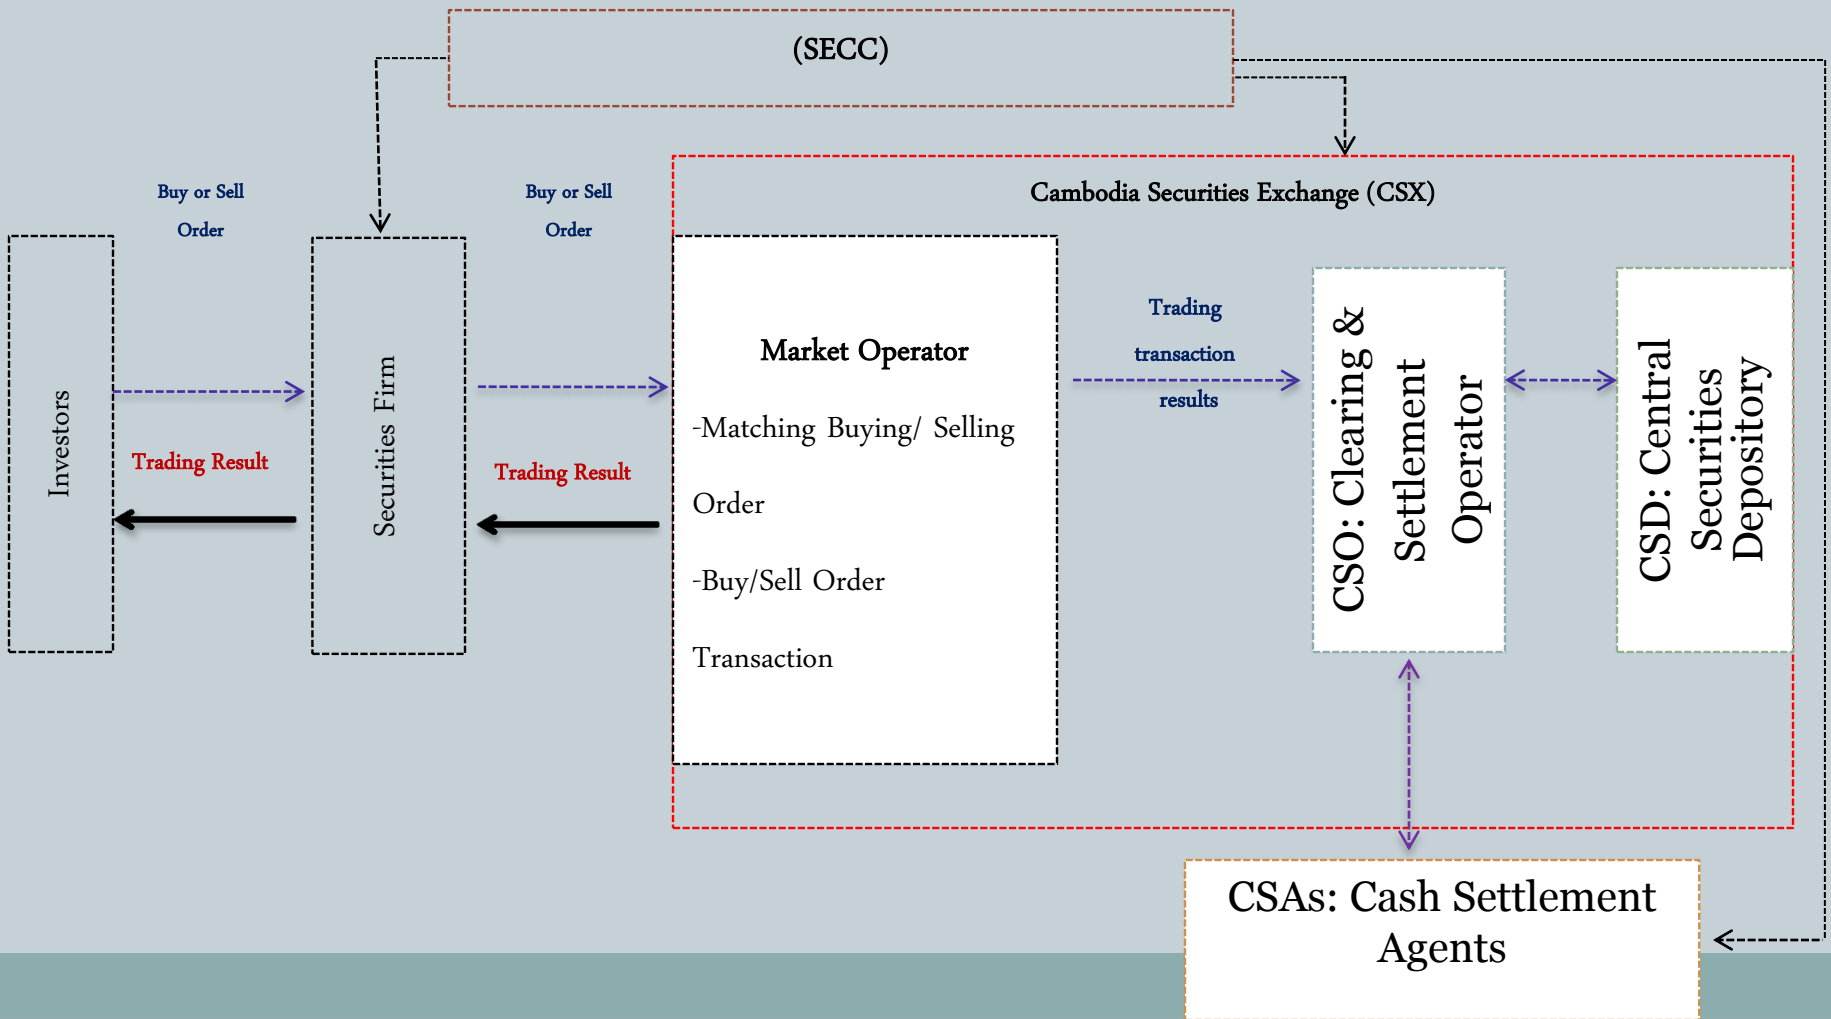 (SECC)
Cambodia Securities Exchange (CSX)
Buy or Sell
Order
Buy or Sell
Order
Investors
Trading Result
Securities Firm
Trading Result
Market Operator
-Matching Buying/ Selling
Order
-Buy/Sell Order
Transaction
Trading
transaction
results
CSO: Clearing &
Settlement
Operator
CSD: Central
Securities
Depository
CSAs: Cash Settlement
Agents